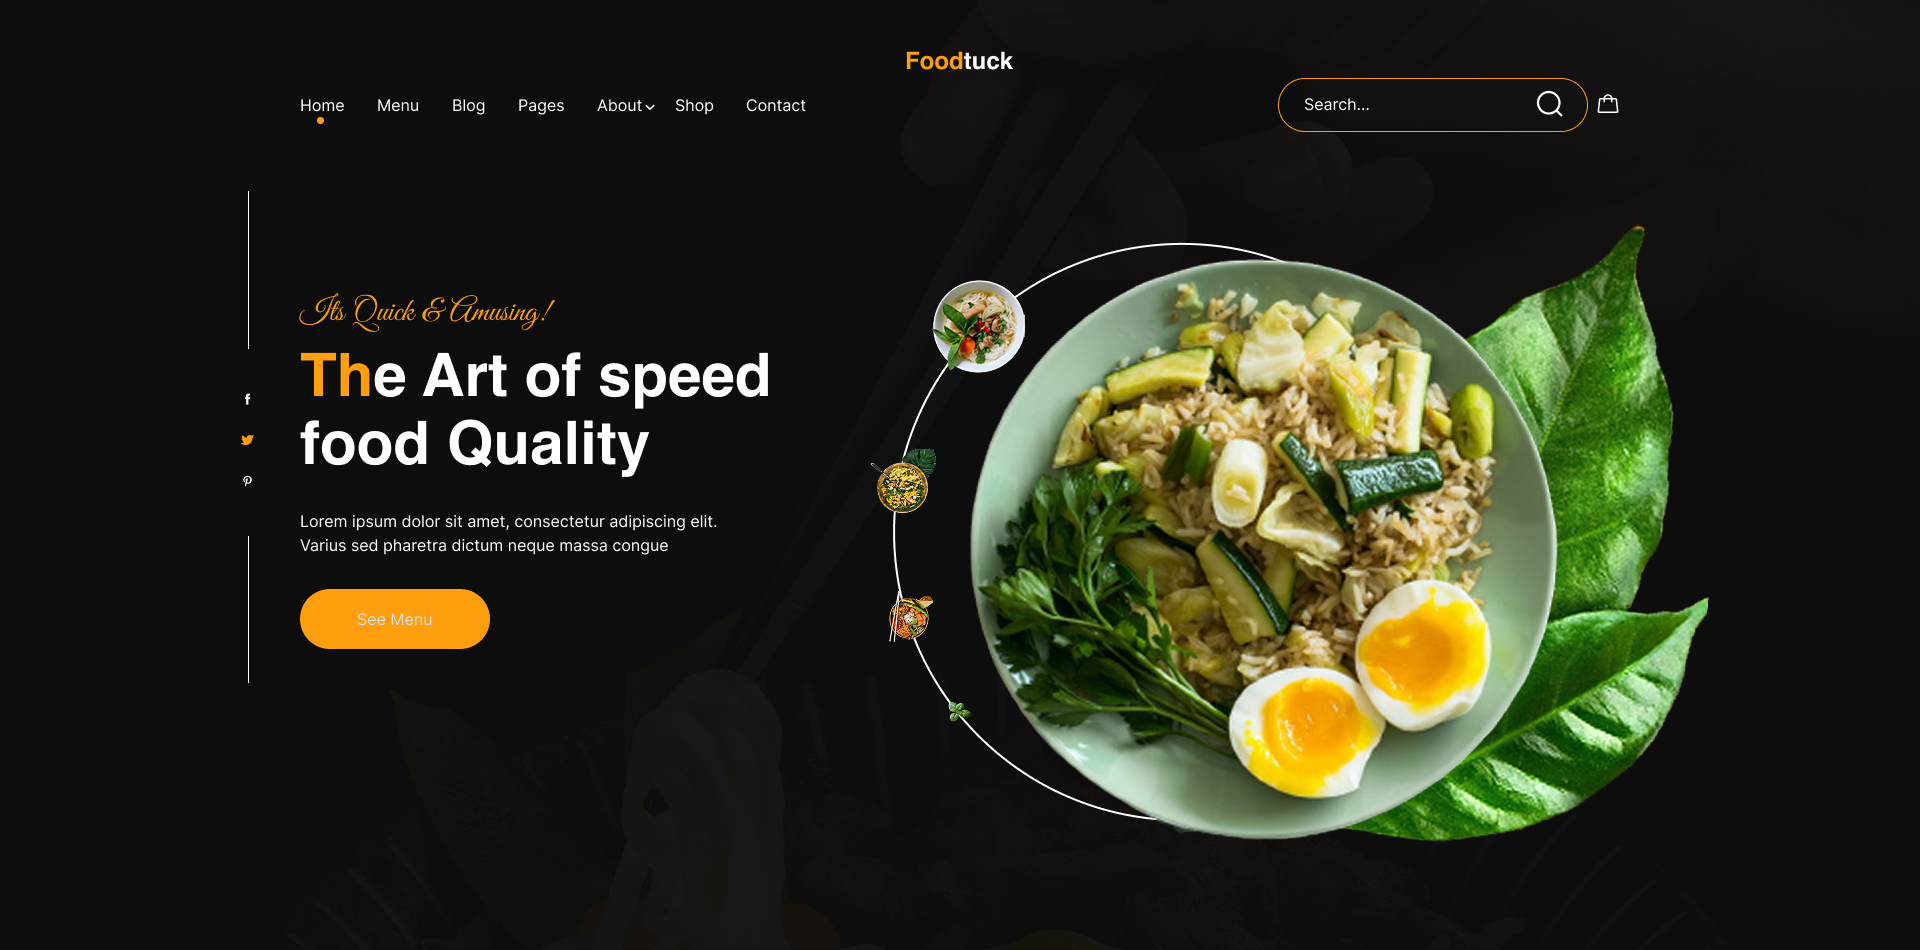 Foodtuck
Home Menu Blog Pages About Shop Contact
Search...
Its Quick & Amusing!
The Art of speed
food Quality
Lorem ipsum dolor sit amet, consectetur adipiscing elit.
Varius sed pharetra dictum neque massa congue
See Menu